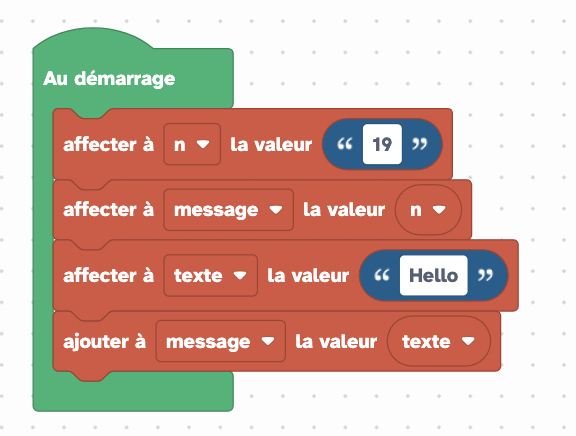 Au démarrage
affecter à n la valeur “ 19 ”
affecter à message la valeur n
affecter à texte la valeur “ Hello ”
ajouter à message la valeur texte